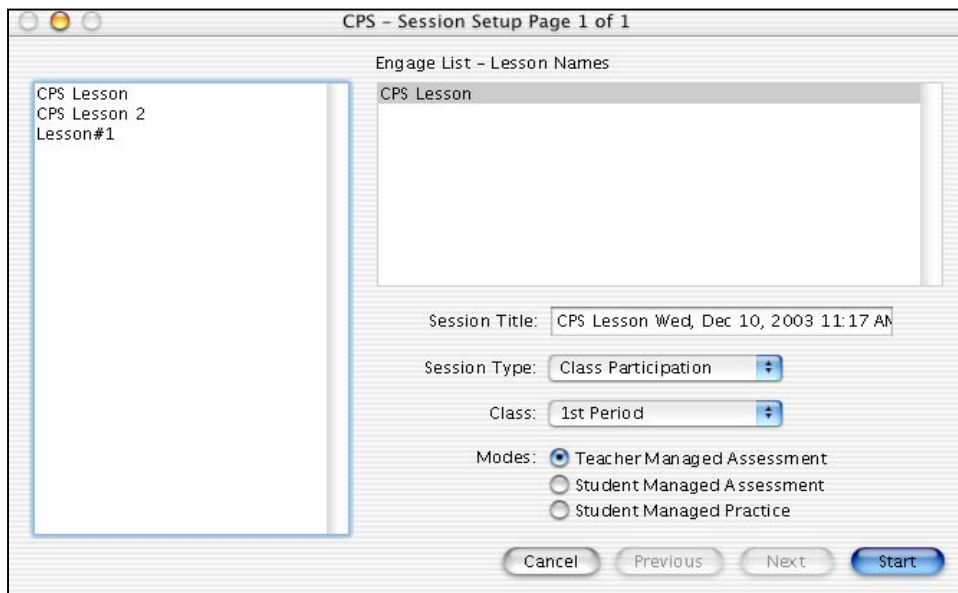 CPS – Session Setup Page 1 of 1
Engage List – Lesson Names
CPS Lesson
CPS Lesson 2
Lesson#1
CPS Lesson
Session Title: CPS Lesson Wed, Dec 10, 2003 11:17 AM
Session Type: Class Participation
Class: 1st Period
Modes: Teacher Managed Assessment
Student Managed Assessment
Student Managed Practice
Cancel Previous Next Start